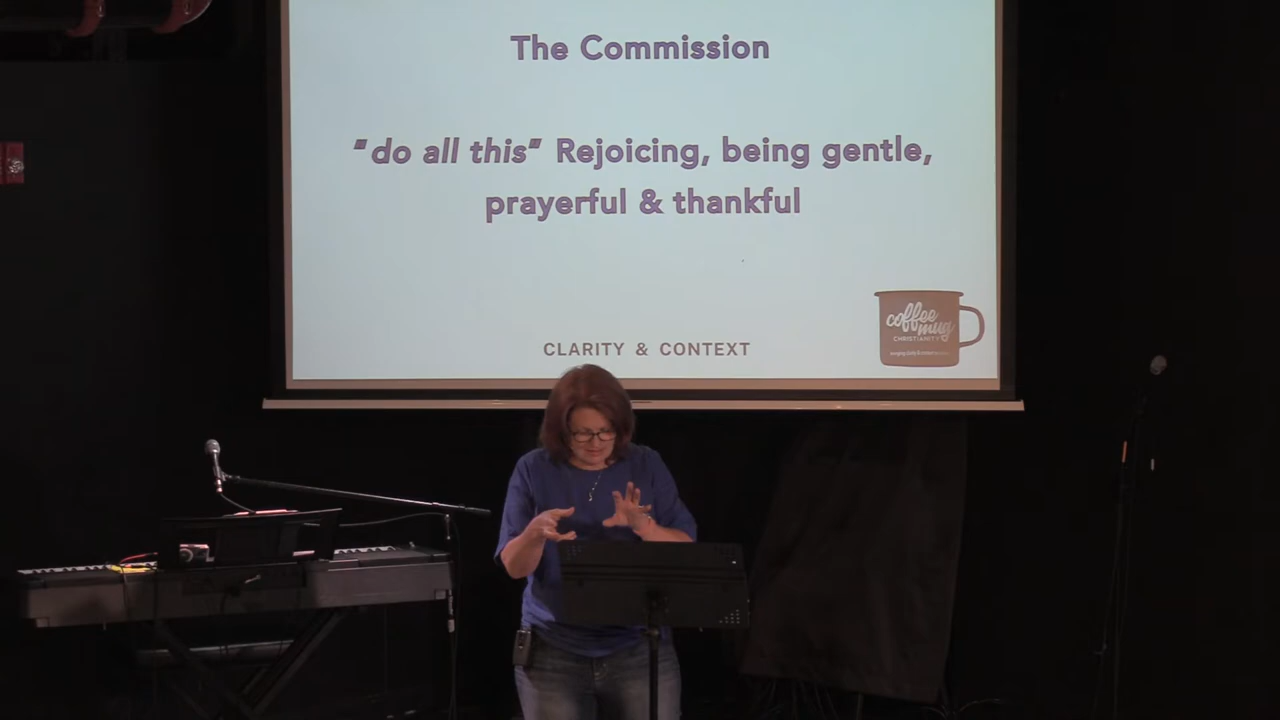 The Commission
"do all this" Rejoicing, being gentle,
prayerful & thankful
coffee
mug
CHRISTIANITY
CLARITY & CONTEXT